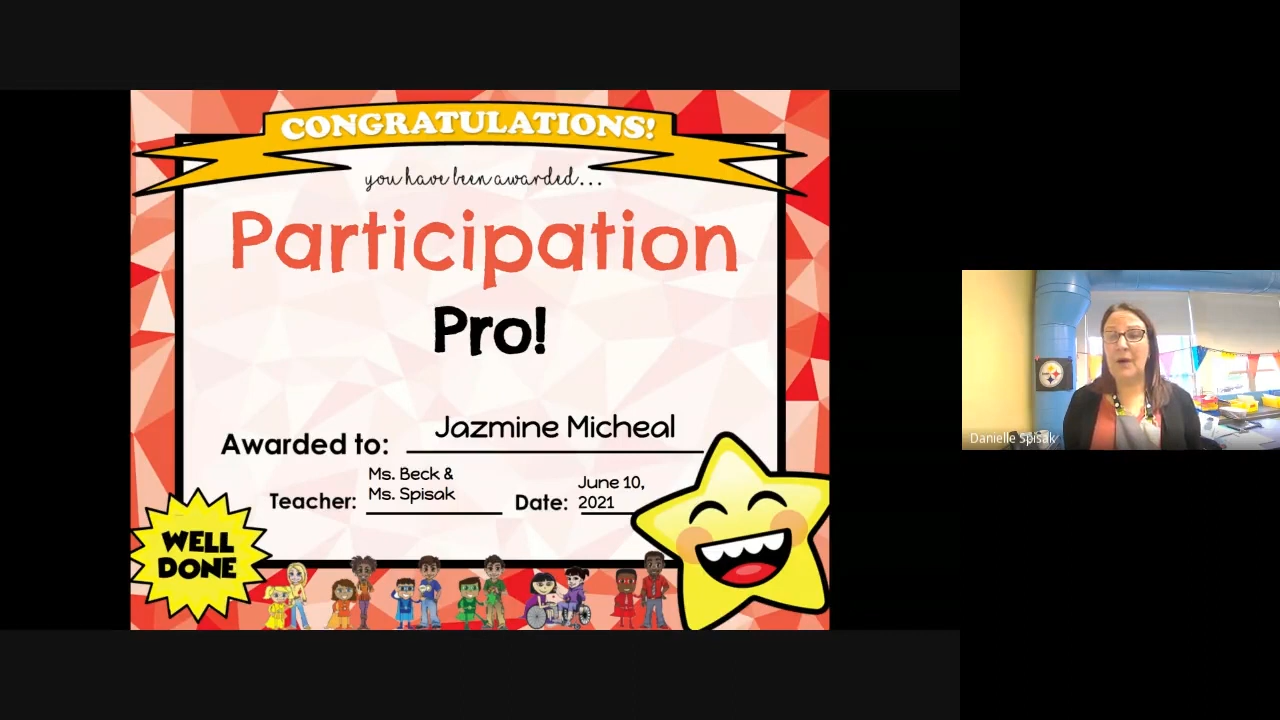 CONGRATULATIONS!
you have been awarded...
Participation
Pro!
Awarded to: Jazmine Micheal
Teacher: Ms. Beck &
Ms. Spisak
Date: June 10,
2021
WELL
DONE
Danielle Spisak